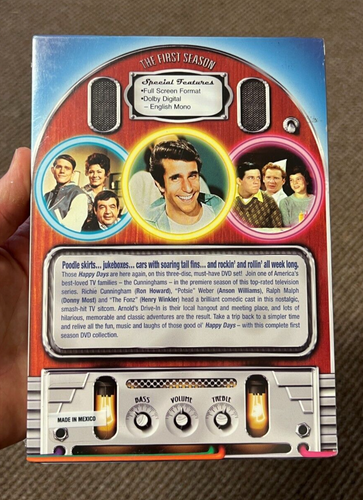 THE FIRST SEASON
Special Features
•Full Screen Format
•Dolby Digital
– English Mono
Poodle skirts... jukeboxes... cars with soaring tail fins... and rockin' and rollin' all week long.
Those Happy Days are here again, on this three-disc, must-have DVD set! Join one of America's
best-loved TV families – the Cunninghams – in the premiere season of this top-rated television
series. Richie Cunningham (Ron Howard), "Potsie" Weber (Anson Williams), Ralph Malph
(Donny Most) and "The Fonz" (Henry Winkler) head a brilliant comedic cast in this nostalgic,
smash-hit TV sitcom. Arnold's Drive-In is their local hangout and meeting place, and lots of
hilarious, memorable and classic adventures are the result. Take a trip back to a simpler time
and relive all the fun, music and laughs of those good ol' Happy Days – with this complete first
season DVD collection.
BASS VOLUME TREBLE
MADE IN MEXICO